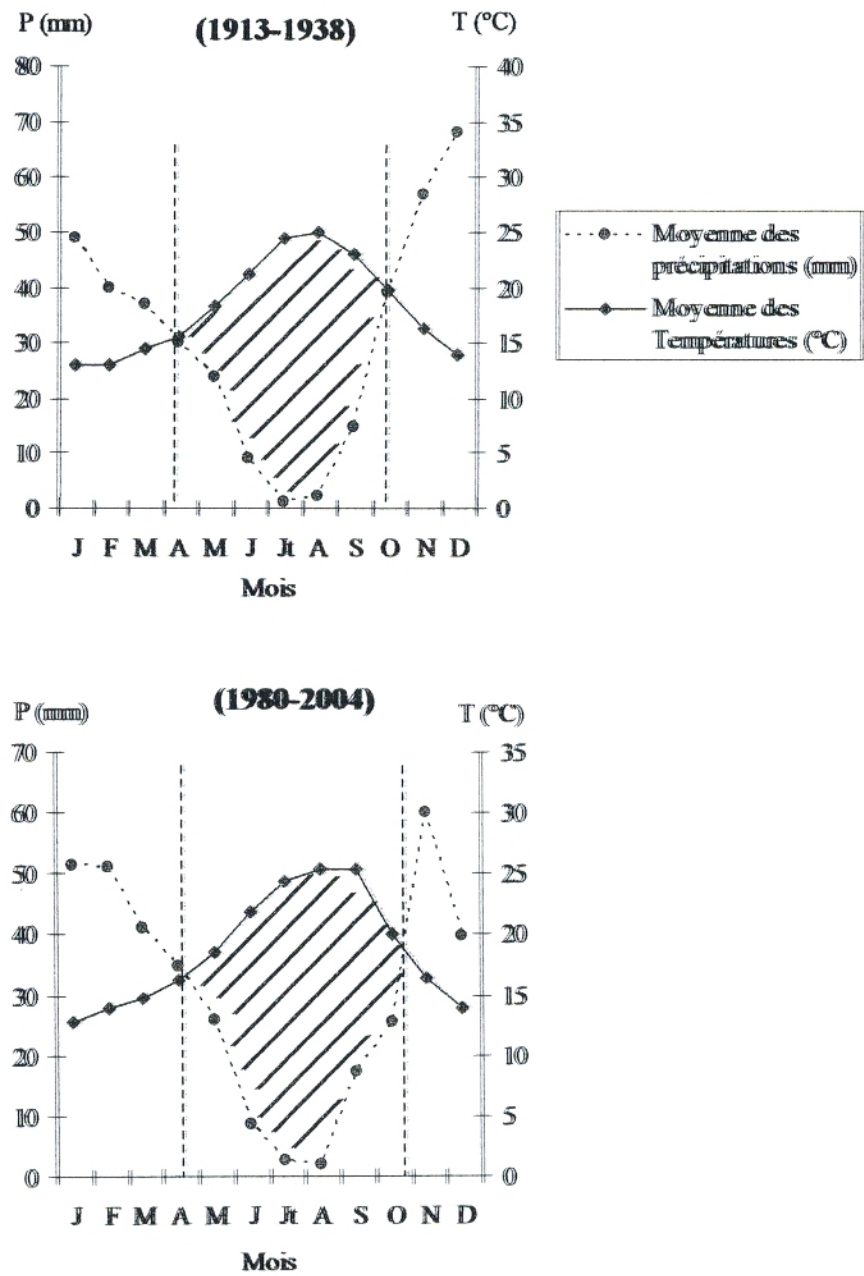 P (mm) (1913-1938) T (°C)
80 40
70 35
60 30
50 25
40 20
30 15
20 10
10 5
0 0
J F M A M J Jt A S O N D
Mois
Moyenne des
précipitations (mm)
Moyenne des
Températures (°C)
P (mm) (1980-2004) T (°C)
70 35
60 30
50 25
40 20
30 15
20 10
10 5
0 0
J F M A M J Jt A S O N D
Mois